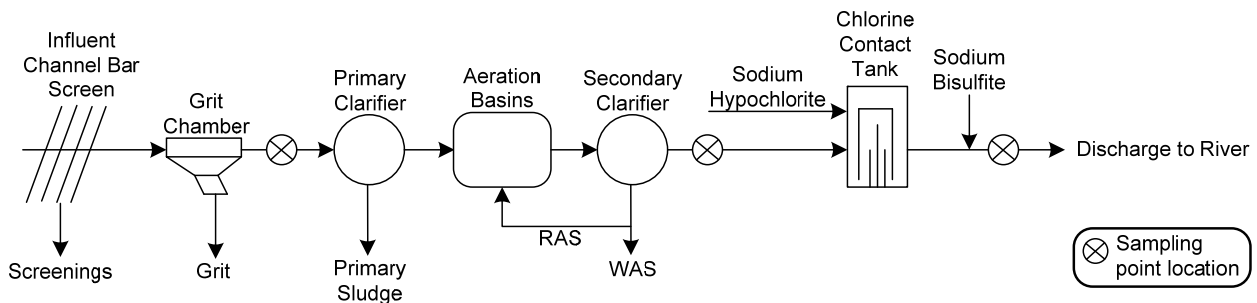 Influent
Channel Bar
Screen
Grit
Chamber
Primary
Clarifier
Aeration
Basins
Secondary
Clarifier
Sodium
Hypochlorite
Chlorine
Contact
Tank
Sodium
Bisulfite
Discharge to River
RAS
Screenings
Grit
Primary
Sludge
WAS
Sampling
point location